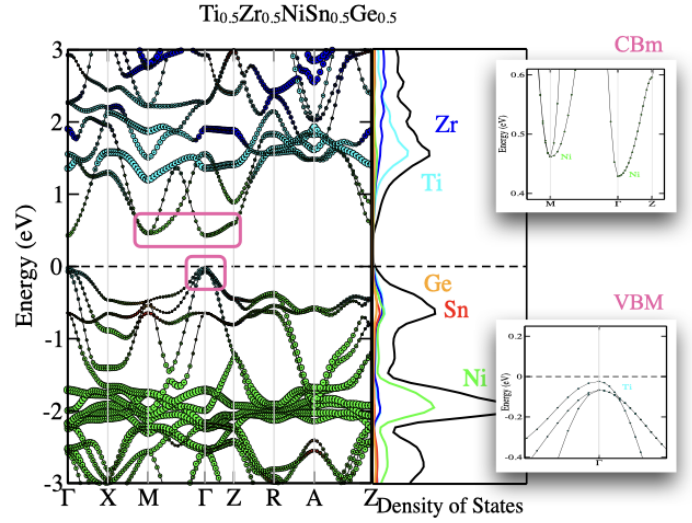 Ti0.5Zr0.5NiSn0.5Ge0.5
CBm
3
2
1
0
-1
-2
-3
Energy (eV)
Γ
X
M
Γ
Z
R
A
Z
Zr
Ti
Ge
Sn
Ni
Density of States
0.6
0.5
0.4
Energy (eV)
Ni
Ni
M
Γ
Z
VBM
0.2
0
-0.2
-0.4
Energy (eV)
Ti
Γ